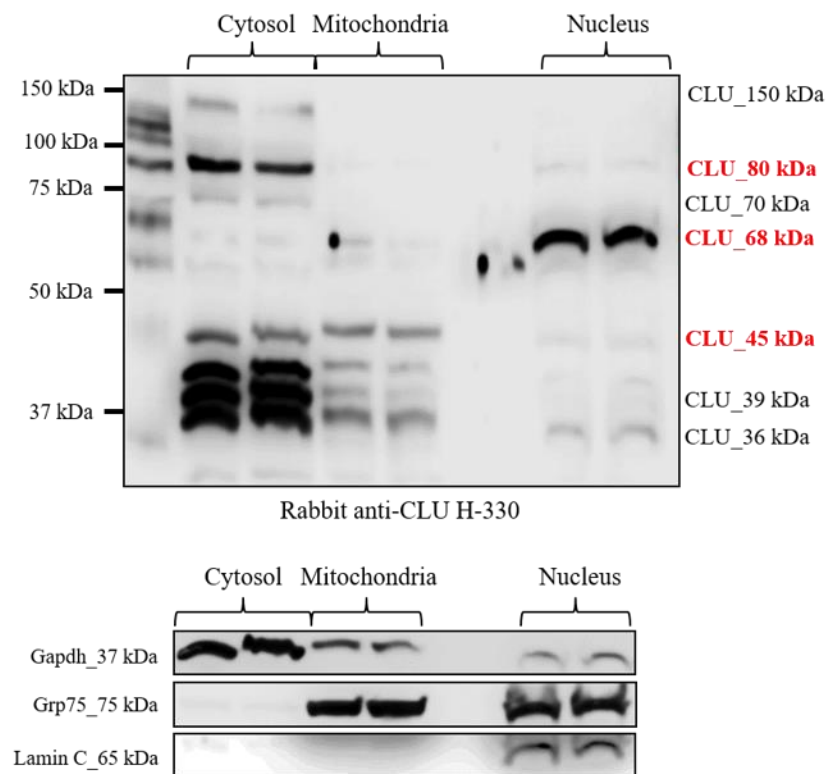 Cytosol Mitochondria Nucleus
150 kDa
100 kDa
75 kDa
50 kDa
37 kDa
CLU_150 kDa
CLU_80 kDa
CLU_70 kDa
CLU_68 kDa
CLU_45 kDa
CLU_39 kDa
CLU_36 kDa
Rabbit anti-CLU H-330
Cytosol Mitochondria Nucleus
Gapdh_37 kDa
Grp75_75 kDa
Lamin C_65 kDa